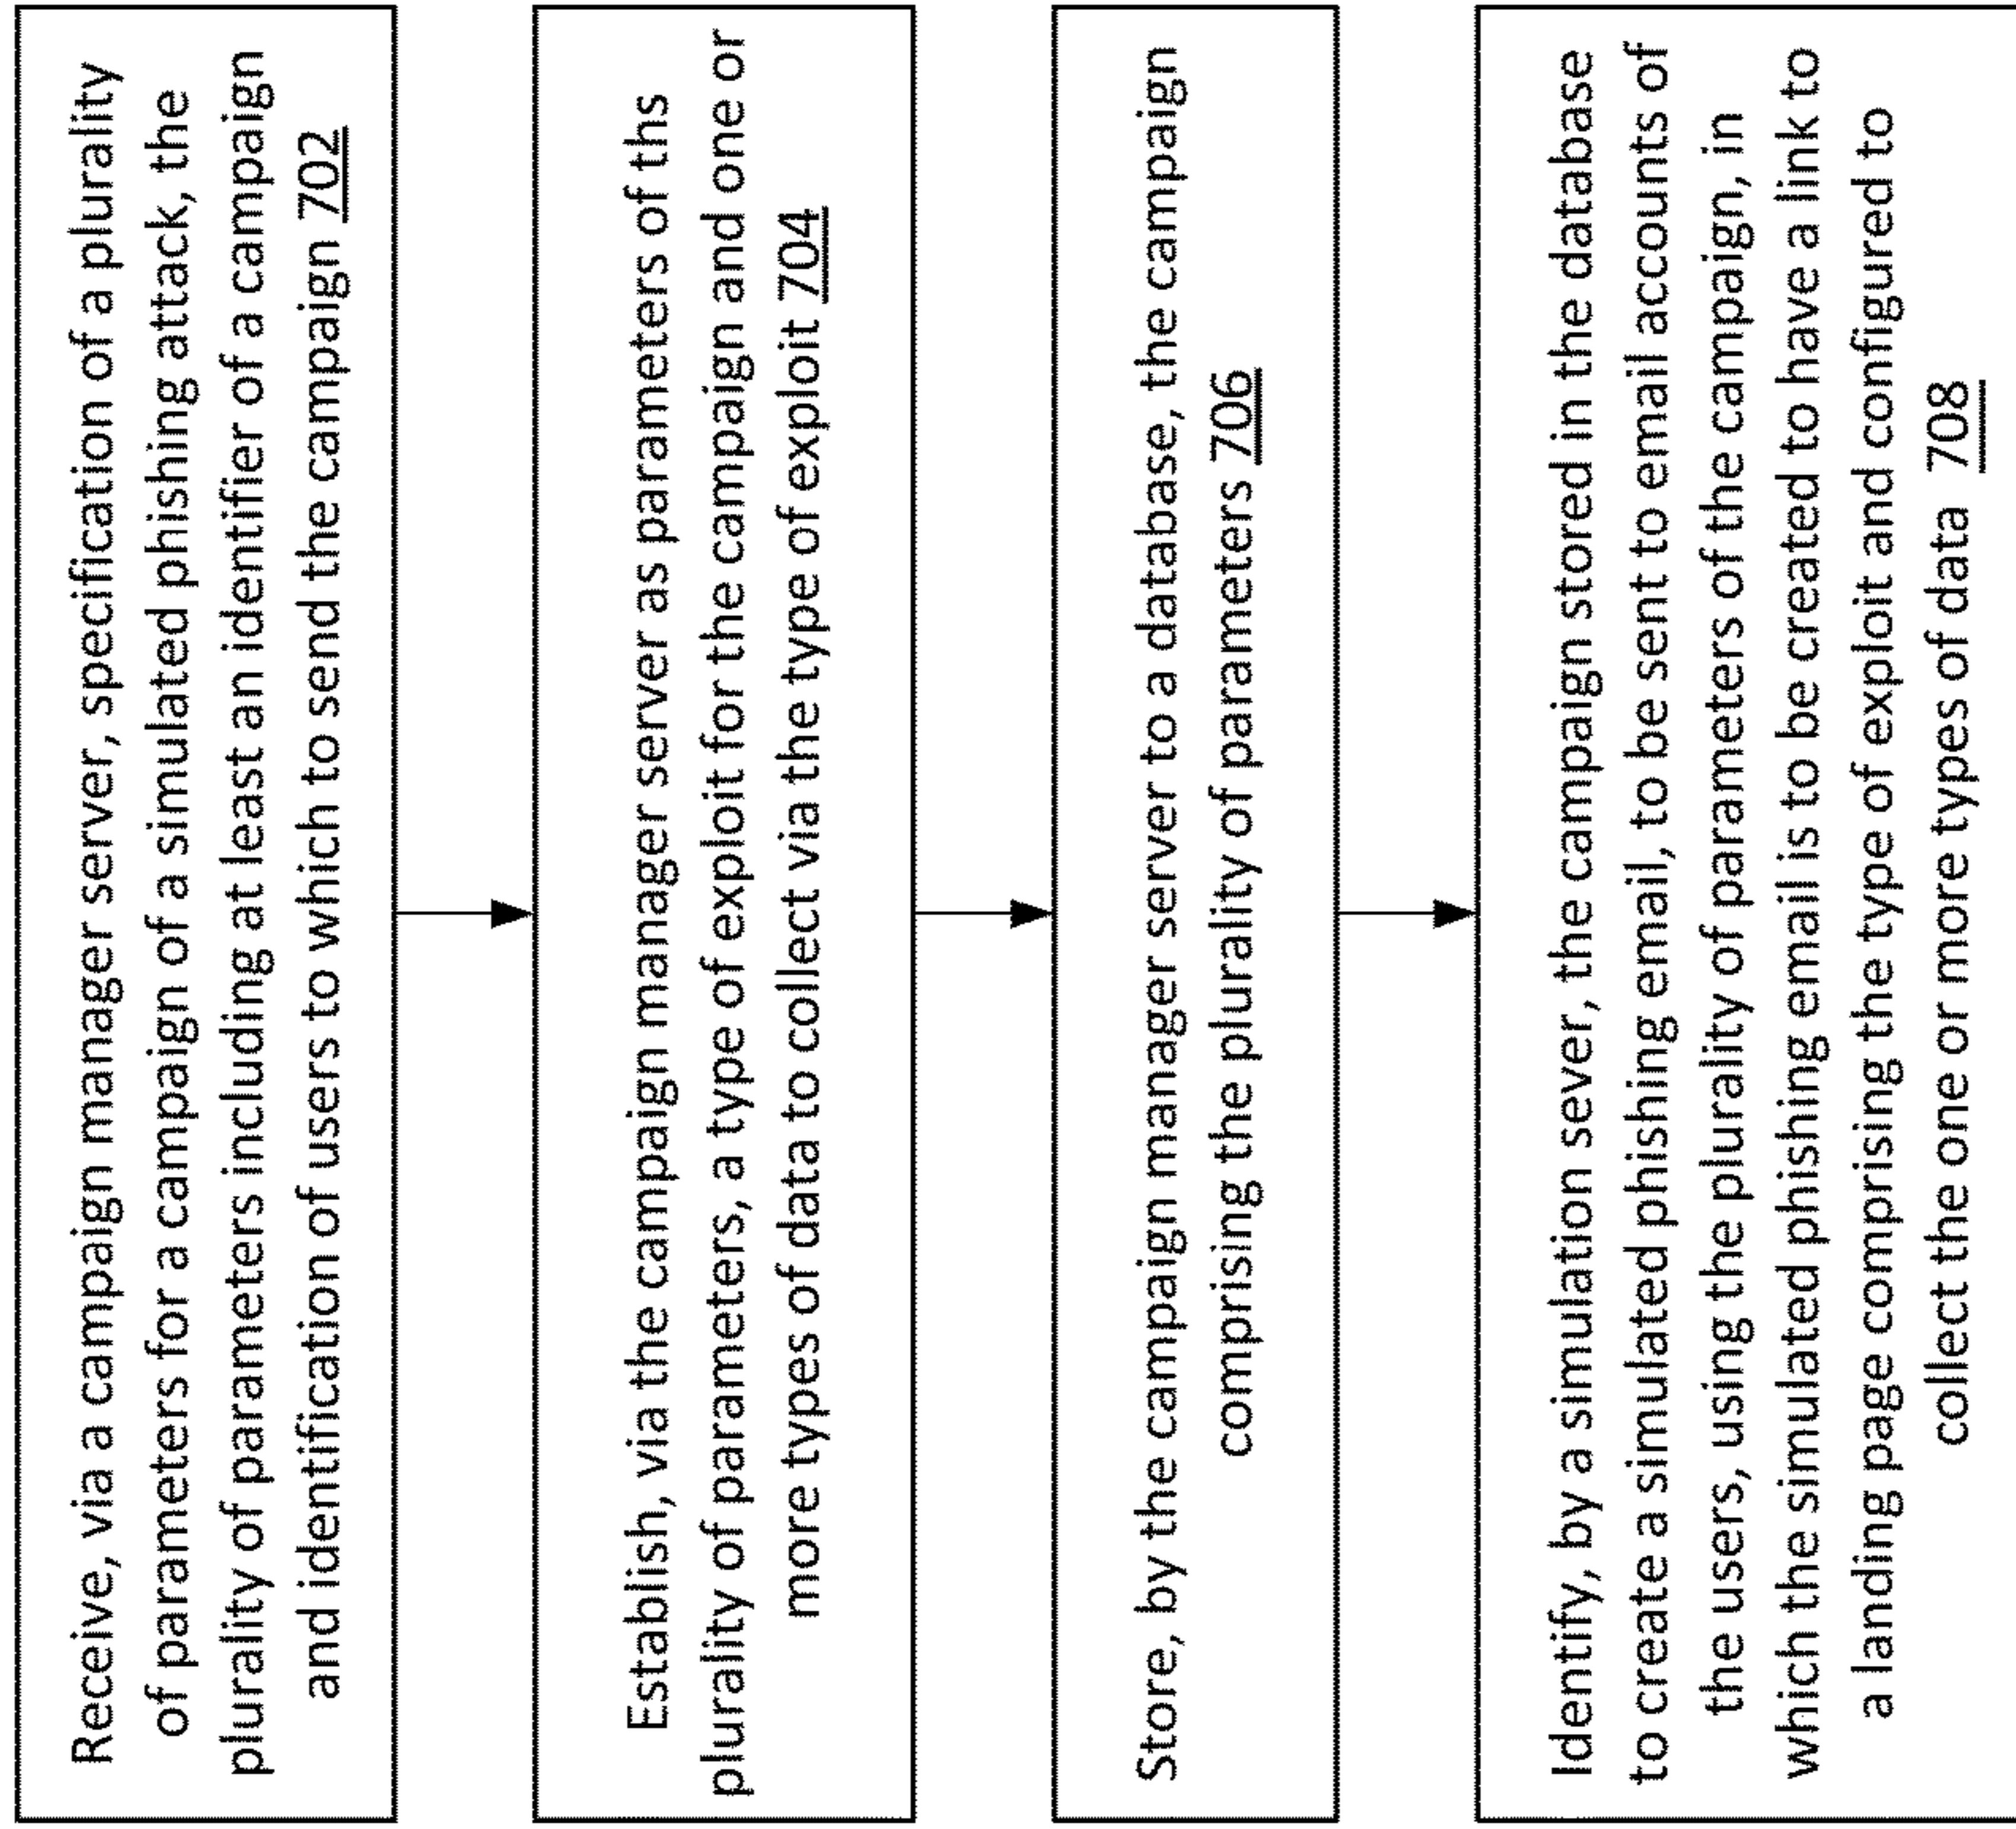 Receive, via a campaign manager server, specification of a plurality
of parameters for a campaign of a simulated phishing attack, the
plurality of parameters including at least an identifier of a campaign
and identification of users to which to send the campaign 702
Establish, via the campaign manager server as parameters of ths
plurality of parameters, a type of exploit for the campaign and one or
more types of data to collect via the type of exploit 704
Store, by the campaign manager server to a database, the campaign
comprising the plurality of parameters 706
Identify, by a simulation sever, the campaign stored in the database
to create a simulated phishing email, to be sent to email accounts of
the users, using the plurality of parameters of the campaign, in
which the simulated phishing email is to be created to have a link to
a landing page comprising the type of exploit and configured to
collect the one or more types of data 708